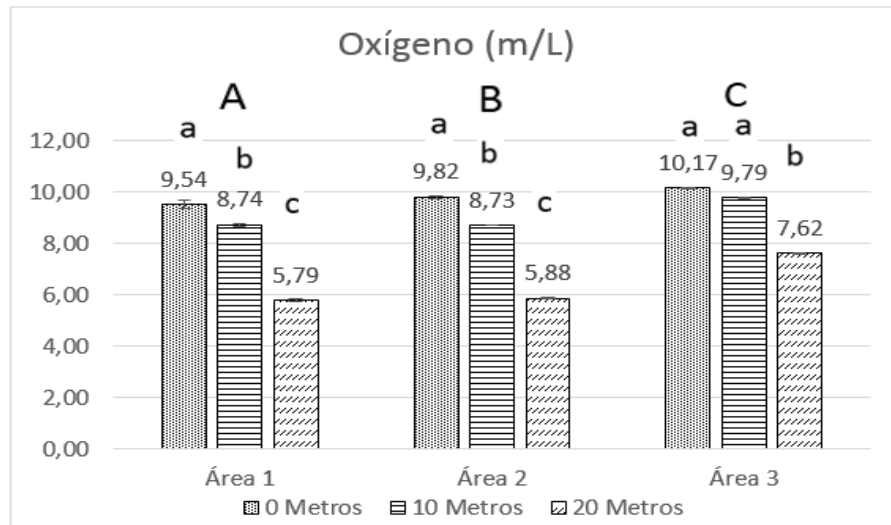 Oxígeno (m/L)
A B C
a a a a
b b b
c c
12,00
10,00
8,00
6,00
4,00
2,00
0,00
9,54 8,74 5,79
9,82 8,73 5,88
10,17 9,79 7,62
Área 1 Área 2 Área 3
0 Metros 10 Metros 20 Metros